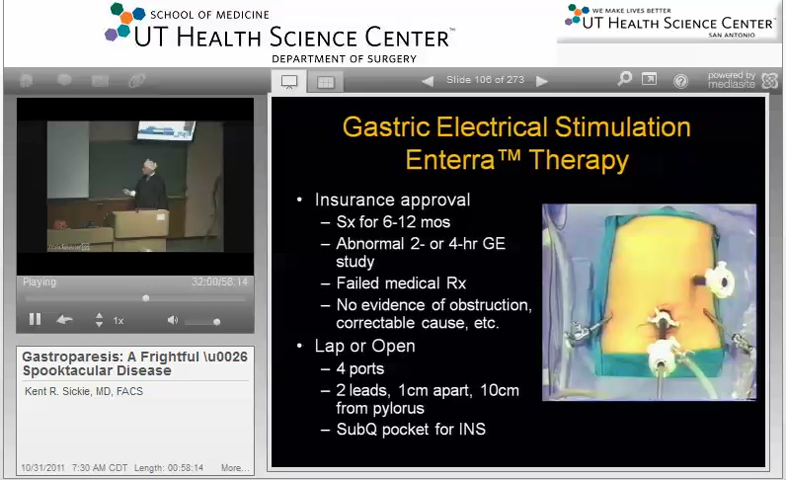 SCHOOL OF MEDICINE
UT HEALTH SCIENCE CENTER™
DEPARTMENT OF SURGERY
WE MAKE LIVES BETTER
UT HEALTH SCIENCE CENTER™
SAN ANTONIO
Slide 106 of 273
powered by
mediasite
Playing
32:00/58:14
1x
Gastroparesis: A Frightful \u0026
Spooktacular Disease
Kent R. Sickie, MD, FACS
10/31/2011 7:30 AM CDT Length: 00:58:14 More...
Gastric Electrical Stimulation
Enterra™ Therapy
• Insurance approval
– Sx for 6-12 mos
– Abnormal 2- or 4-hr GE
study
– Failed medical Rx
– No evidence of obstruction,
correctable cause, etc.
• Lap or Open
– 4 ports
– 2 leads, 1cm apart, 10cm
from pylorus
– SubQ pocket for INS